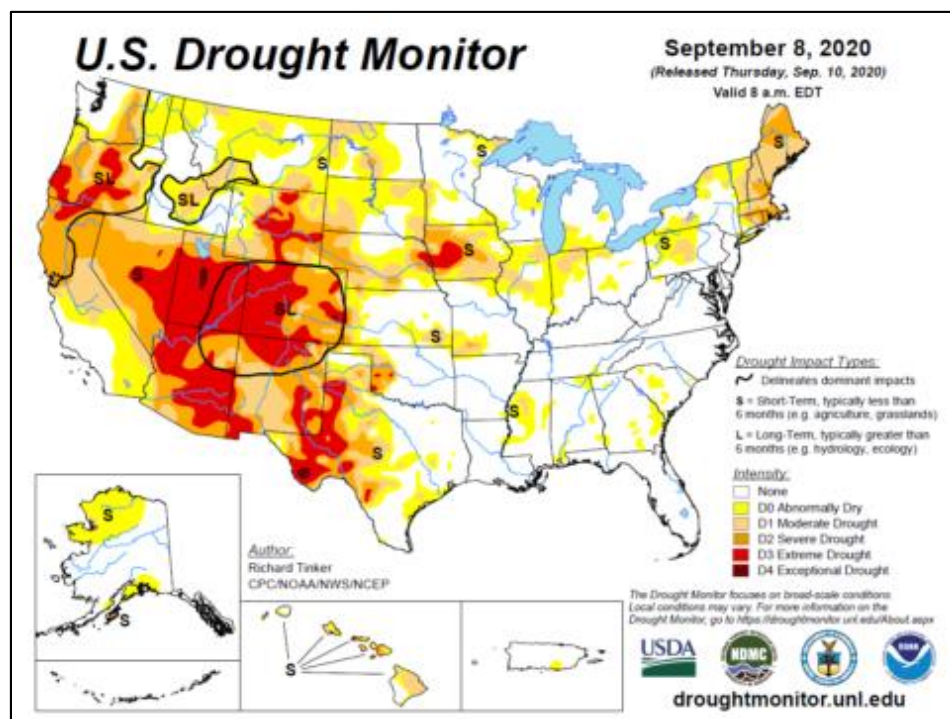 U.S. Drought Monitor
September 8, 2020
(Released Thursday, Sep. 10, 2020)
Valid 8 a.m. EDT
S
S
S
SL
SL
S
S
S
SL
S
S
S
Drought Impact Types:
Delineates dominant impacts
S = Short-Term, typically less than
6 months (e.g. agriculture, grasslands)
L = Long-Term, typically greater than
6 months (e.g. hydrology, ecology)
Intensity:
None
D0 Abnormally Dry
D1 Moderate Drought
D2 Severe Drought
D3 Extreme Drought
D4 Exceptional Drought
S
S
Author:
Richard Tinker
CPC/NOAA/NWS/NCEP
S
The Drought Monitor focuses on broad-scale conditions.
Local conditions may vary. For more information on the
Drought Monitor, go to https://droughtmonitor.unl.edu/About.aspx
USDA
NDMC
NOAA
droughtmonitor.unl.edu